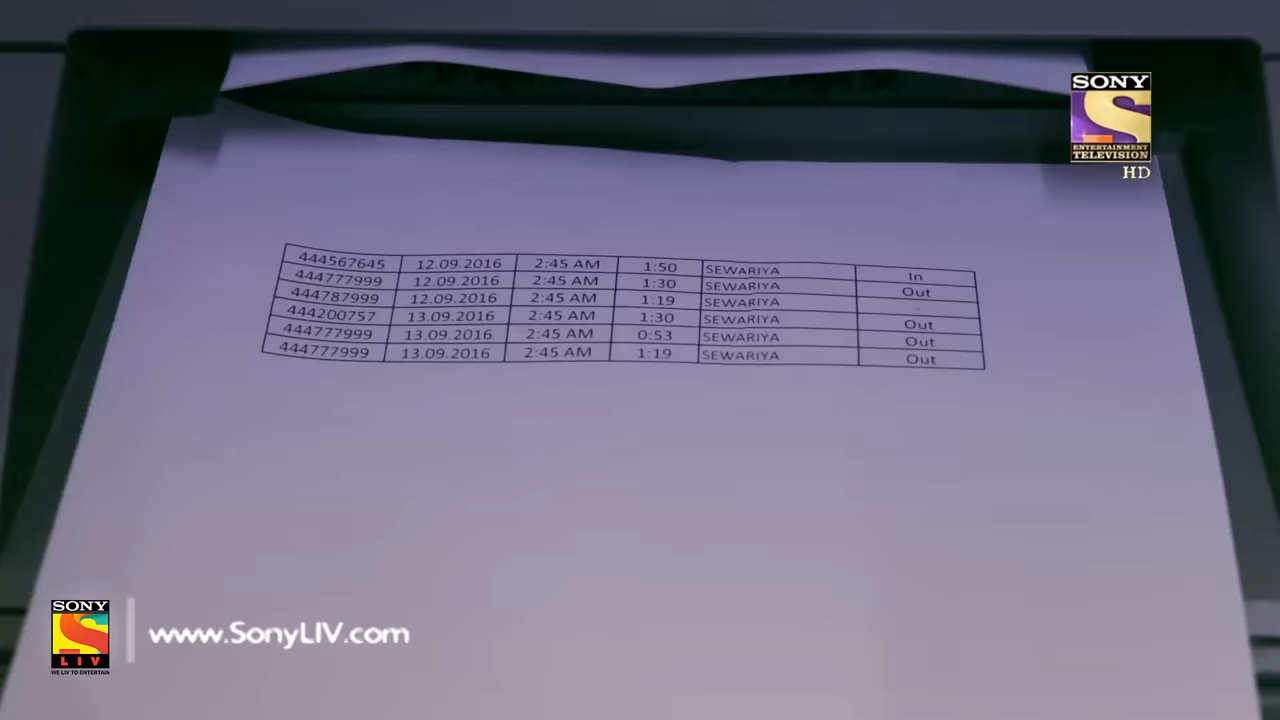 SONY
ENTERTAINMENT
TELEVISION
HD
444567645 12.09.2016 2:45 AM 1:50 SEWARIYA In
444777999 12.09.2016 2:45 AM 1:30 SEWARIYA Out
444787999 12.09.2016 2:45 AM 1:19 SEWARIYA -
444200757 13.09.2016 2:45 AM 1:30 SEWARIYA Out
444777999 13.09.2016 2:45 AM 0:53 SEWARIYA Out
444777999 13.09.2016 2:45 AM 1:19 SEWARIYA Out
SONY
LIV
WE LIV TO ENTERTAIN
www.SonyLIV.com